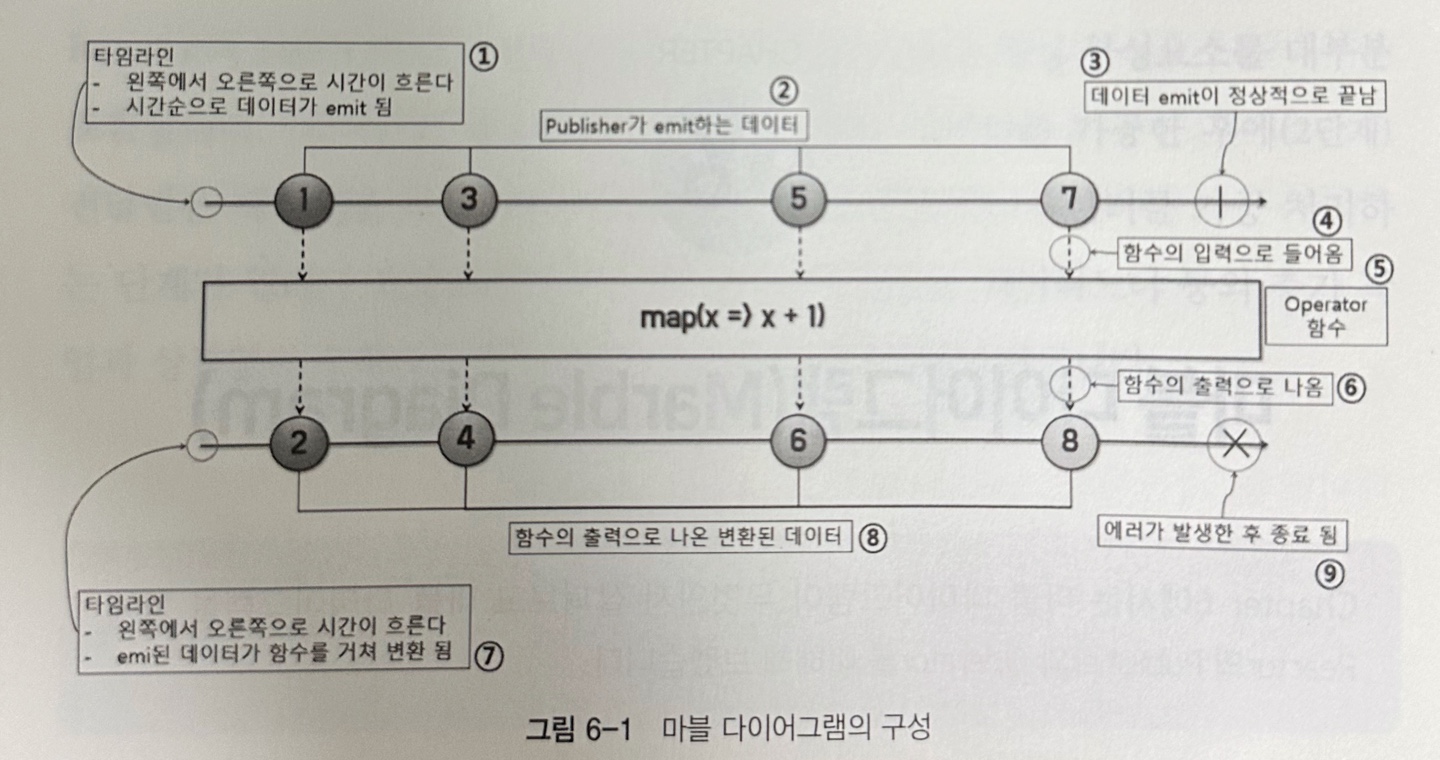 타임라인
- 왼쪽에서 오른쪽으로 시간이 흐른다
- 시간순으로 데이터가 emit 됨
①
②
Publisher가 emit하는 데이터
③
데이터 emit이 정상적으로 끝남
1 3 5 7
④
함수의 입력으로 들어옴
⑤
Operator
함수
map(x => x + 1)
함수의 출력으로 나옴 ⑥
2 4 6 8
함수의 출력으로 나온 변환된 데이터 ⑧
에러가 발생한 후 종료 됨
⑨
타임라인
- 왼쪽에서 오른쪽으로 시간이 흐른다
- emi된 데이터가 함수를 거쳐 변환 됨 ⑦
그림 6-1 마블 다이어그램의 구성
마블 다이어그램(Marble Diagram)